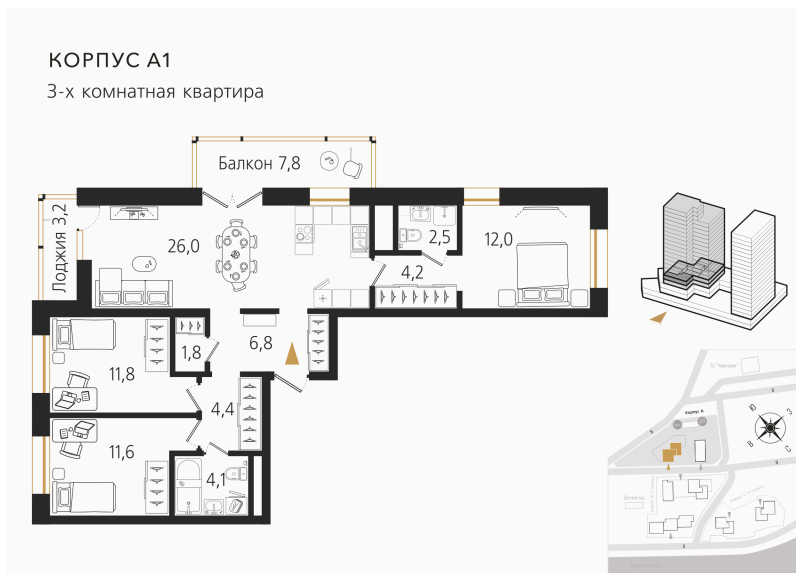 КОРПУС А1
3-х комнатная квартира
Балкон 7,8
Лоджия 3,2
26,0
2,5
12,0
4,2
1,8
6,8
11,8
4,4
11,6
4,1
Корпус А
Ю
З
В
С